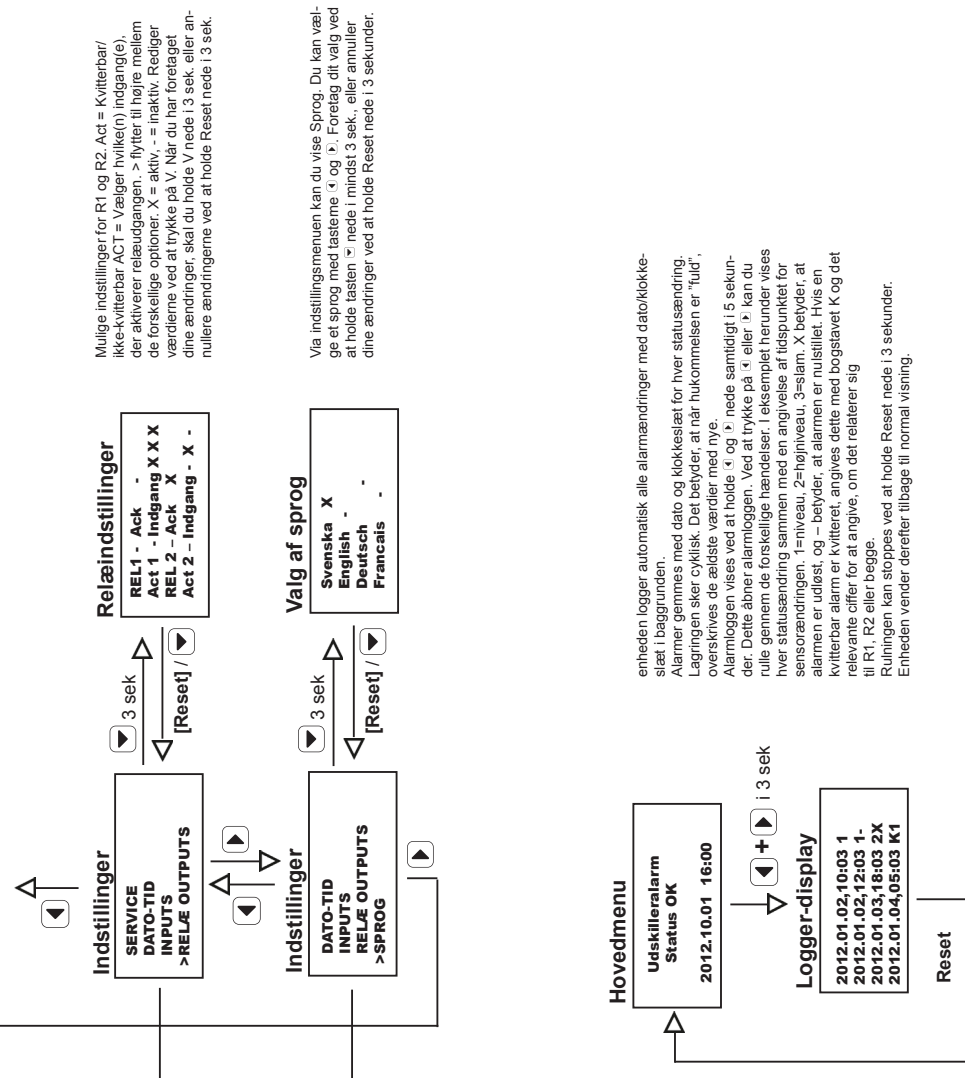 Indstillinger
SERVICE
DATO-TID
INPUTS
>RELÆ OUTPUTS
3 sek
[Reset] /
Relæindstillinger
REL1 - Ack -
Act 1 - Indgang X X X
REL 2 – Ack X
Act 2 – Indgang - X -
Mulige indstillinger for R1 og R2. Act = Kvitterbar/
ikke-kvitterbar ACT = Vælger hvilke(n) indgang(e),
der aktiverer relæudgangen. > flytter til højre mellem
de forskellige optioner. X = aktiv, - = inaktiv. Rediger
værdierne ved at trykke på V. Når du har foretaget
dine ændringer, skal du holde V nede i 3 sek. eller an-
nullere ændringerne ved at holde Reset nede i 3 sek.
Indstillinger
DATO-TID
INPUTS
RELÆ OUTPUTS
>SPROG
3 sek
[Reset] /
Valg af sprog
Svenska X
English -
Deutsch -
Francais -
Via indstillingsmenuen kan du vise Sprog. Du kan væl-
ge et sprog med tasterne og . Foretag dit valg ved
at holde tasten nede i mindst 3 sek., eller annuller
dine ændringer ved at holde Reset nede i 3 sekunder.
Hovedmenu
Udskilleralarm
Status OK
2012.10.01 16:00
+ i 3 sek
Logger-display
2012.01.02,10:03 1
2012.01.02,12:03 1-
2012.01.03,18:03 2X
2012.01.04,05:03 K1
Reset
enheden logger automatisk alle alarmændringer med dato/klokke-
slæt i baggrunden.
Alarmer gemmes med dato og klokkeslæt for hver statusændring.
Lagringen sker cyklisk. Det betyder, at når hukommelsen er "fuld",
overskrives de ældste værdier med nye.
Alarmloggen vises ved at holde og nede samtidigt i 5 sekun-
der. Dette åbner alarmloggen. Ved at trykke på eller kan du
rulle gennem de forskellige hændelser. I eksemplet herunder vises
hver statusændring sammen med en angivelse af tidspunktet for
sensorændringen. 1=niveau, 2=højniveau, 3=slam. X betyder, at
alarmen er udløst, og – betyder, at alarmen er nulstillet. Hvis en
kvitterbar alarm er kvitteret, angives dette med bogstavet K og det
relevante ciffer for at angive, om det relaterer sig
til R1, R2 eller begge.
Rulningen kan stoppes ved at holde Reset nede i 3 sekunder.
Enheden vender derefter tilbage til normal visning.